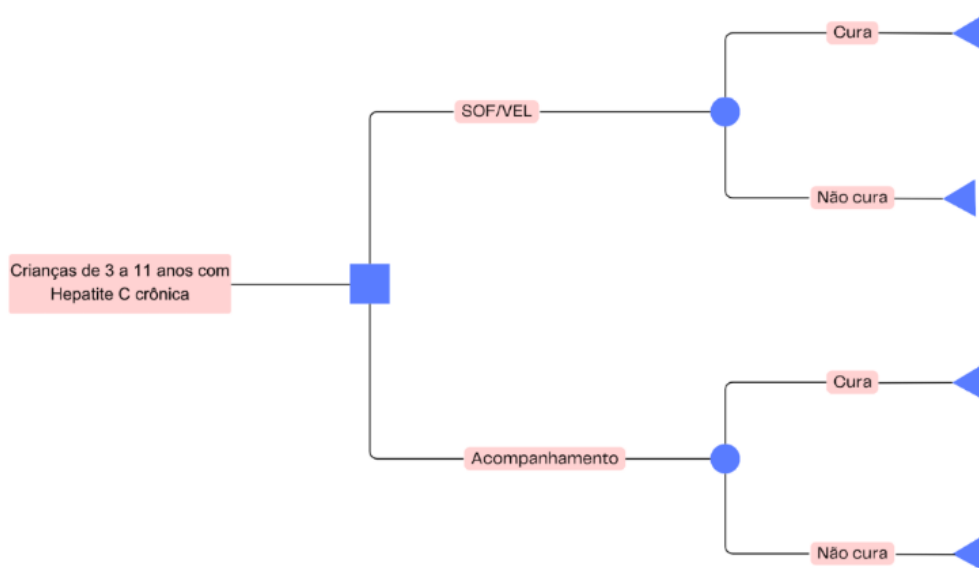 Cura
SOF/VEL
Não cura
Crianças de 3 a 11 anos com
Hepatite C crônica
Cura
Acompanhamento
Não cura